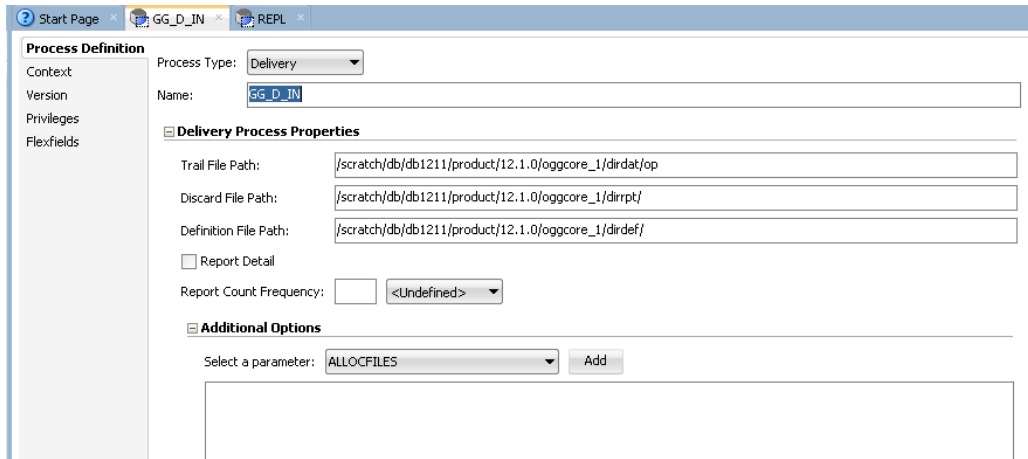 Start Page GG_D_IN REPL
Process Definition
Context
Version
Privileges
Flexfields
Process Type: Delivery
Name: GG_D_IN
Delivery Process Properties
Trail File Path: /scratch/db/db1211/product/12.1.0/oggcore_1/dirdat/op
Discard File Path: /scratch/db/db1211/product/12.1.0/oggcore_1/dirrpt/
Definition File Path: /scratch/db/db1211/product/12.1.0/oggcore_1/dirdef/
Report Detail
Report Count Frequency: <Undefined>
Additional Options
Select a parameter: ALLOCFILES Add